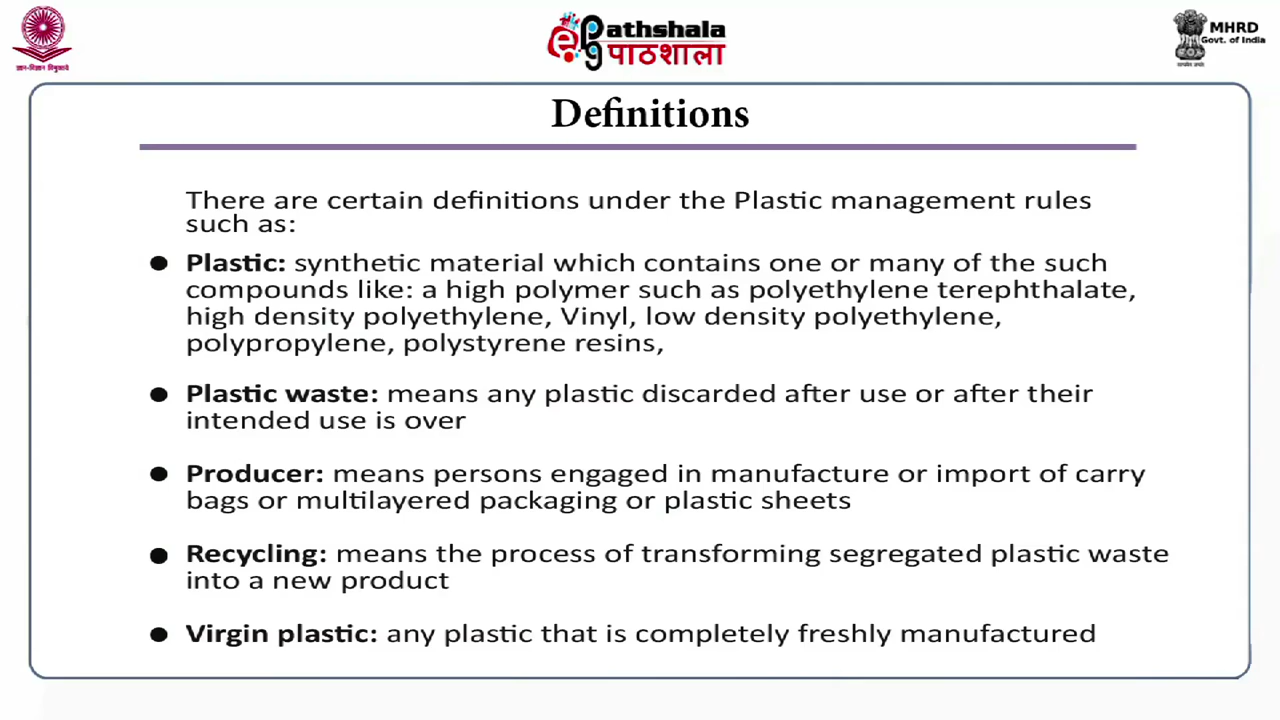 ज्ञान-विज्ञान विमुक्तये
Pathshala
पाठशाला
MHRD
Govt. of India
Definitions
There are certain definitions under the Plastic management rules
such as:
● Plastic: synthetic material which contains one or many of the such
compounds like: a high polymer such as polyethylene terephthalate,
high density polyethylene, Vinyl, low density polyethylene,
polypropylene, polystyrene resins,
● Plastic waste: means any plastic discarded after use or after their
intended use is over
● Producer: means persons engaged in manufacture or import of carry
bags or multilayered packaging or plastic sheets
● Recycling: means the process of transforming segregated plastic waste
into a new product
● Virgin plastic: any plastic that is completely freshly manufactured